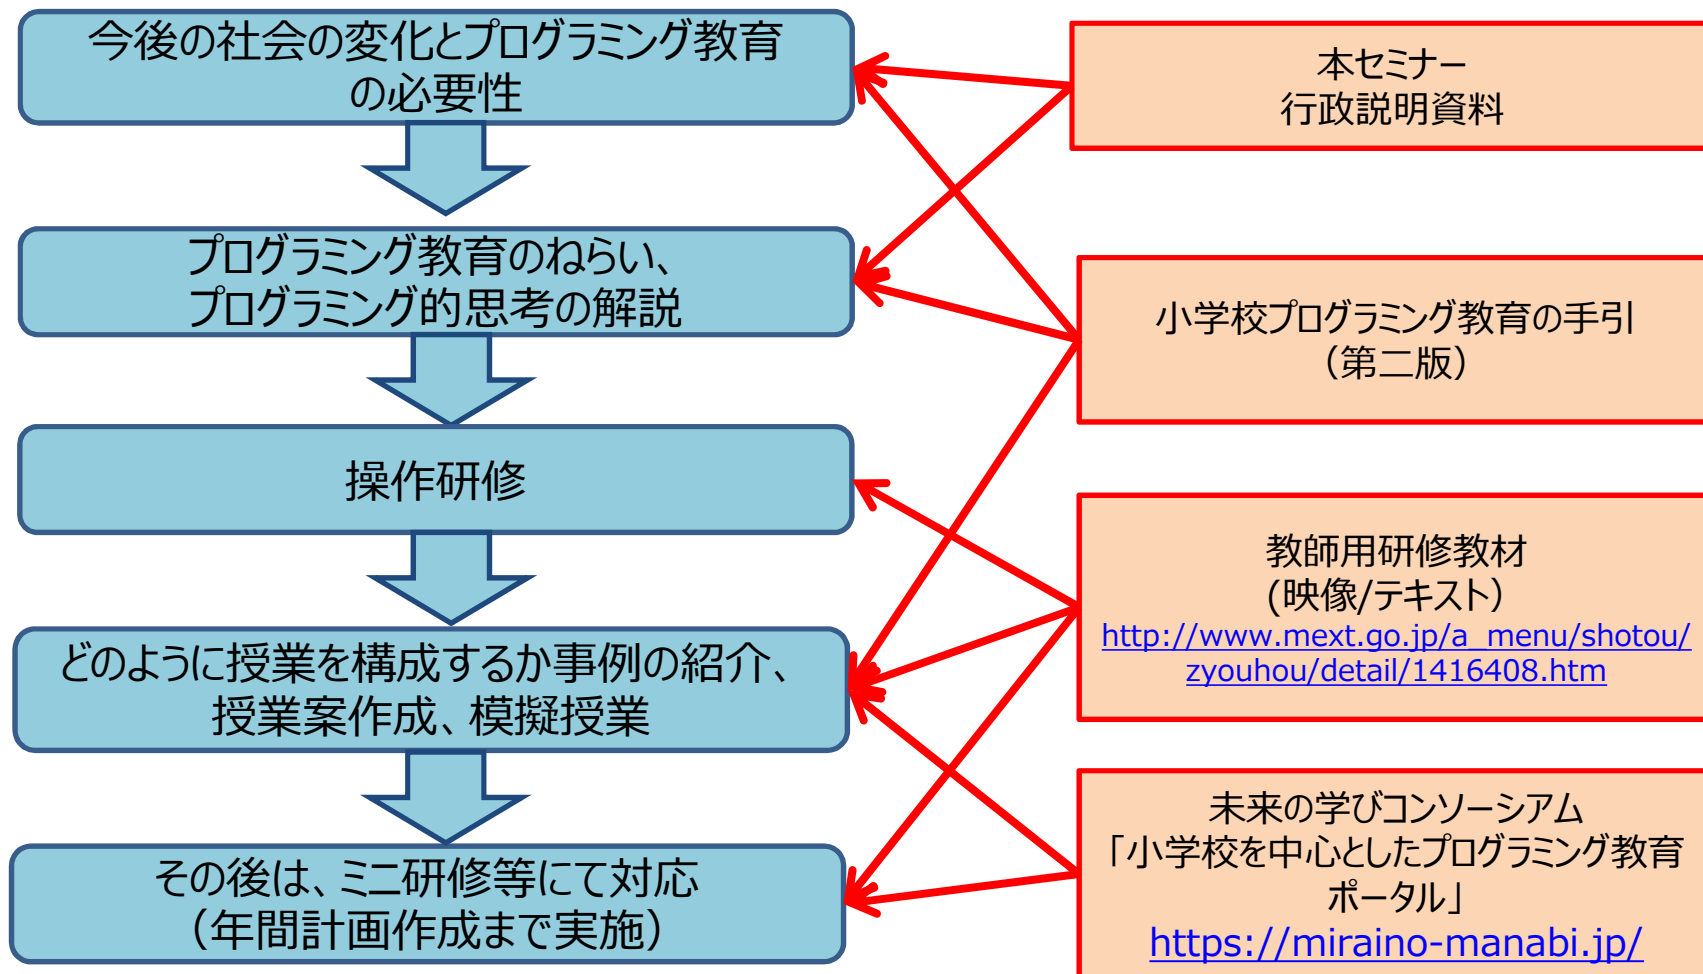 今後の社会の変化とプログラミング教育
の必要性
プログラミング教育のねらい、
プログラミング的思考の解説
操作研修
どのように授業を構成するか事例の紹介、
授業案作成、模擬授業
その後は、ミニ研修等にて対応
（年間計画作成まで実施）
本セミナー
行政説明資料
小学校プログラミング教育の手引
（第二版）
教師用研修教材
(映像/テキスト）
http://www.mext.go.jp/a_menu/shotou/
zyouhou/detail/1416408.htm
未来の学びコンソーシアム
「小学校を中心としたプログラミング教育
ポータル」
https://miraino-manabi.jp/